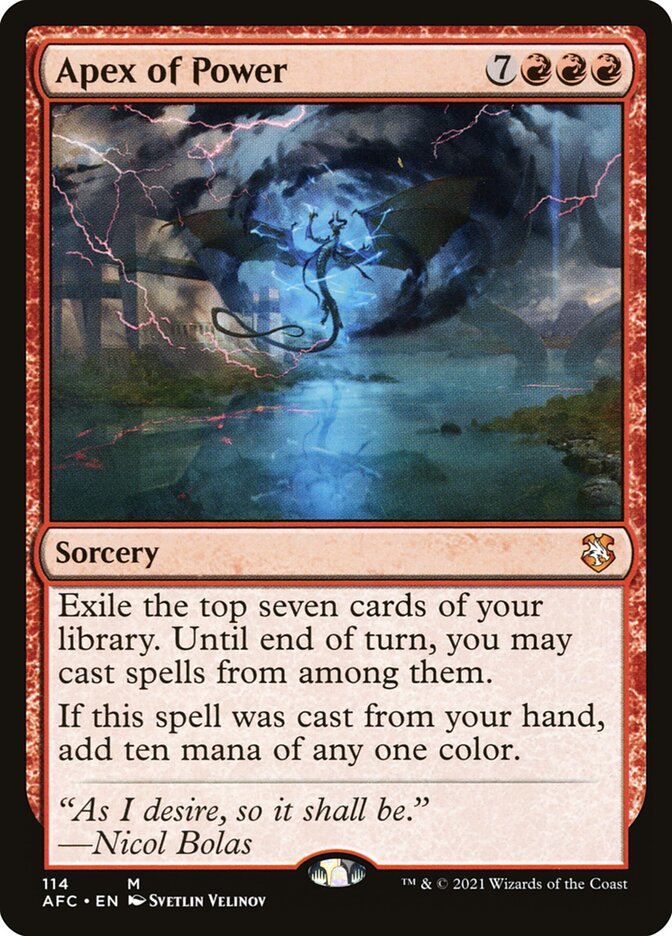 Apex of Power 7
Sorcery
Exile the top seven cards of your
library. Until end of turn, you may
cast spells from among them.
If this spell was cast from your hand,
add ten mana of any one color.
“As I desire, so it shall be.”
—Nicol Bolas
114 M
AFC • EN Svetlin Velinov
™ & © 2021 Wizards of the Coast